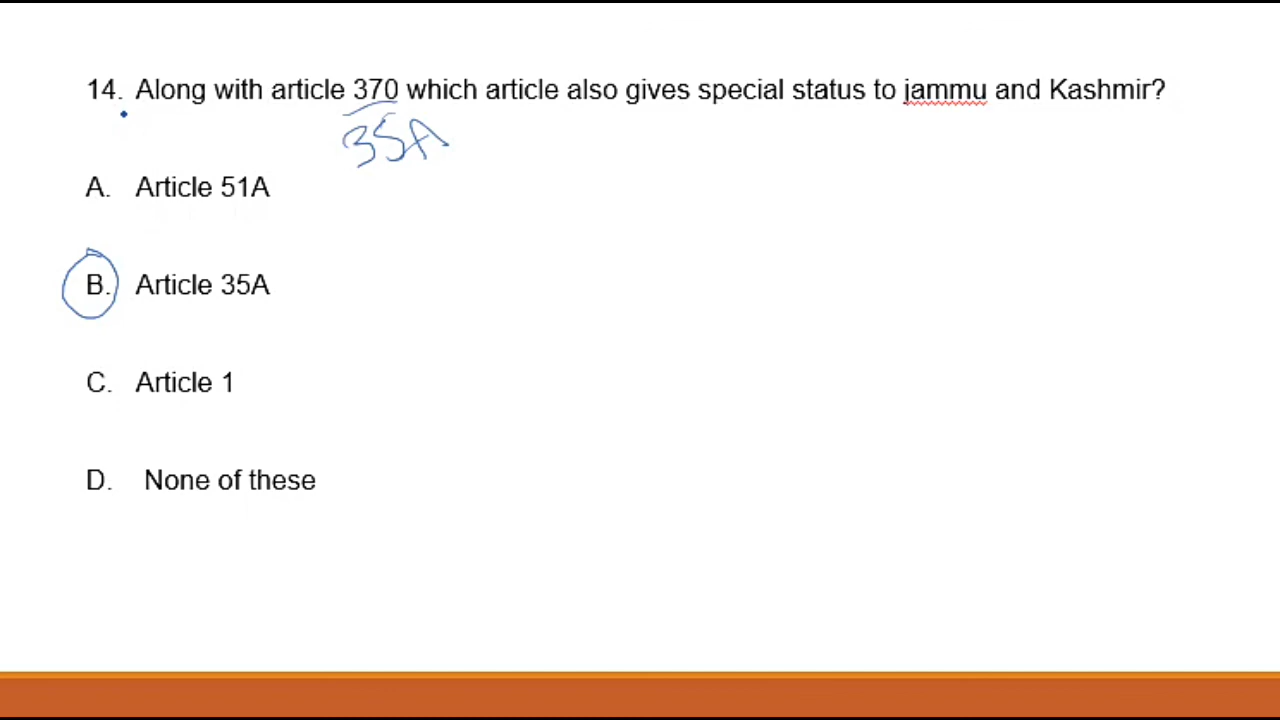 14. Along with article 370 which article also gives special status to jammu and Kashmir?
35A
A. Article 51A
B. Article 35A
C. Article 1
D. None of these